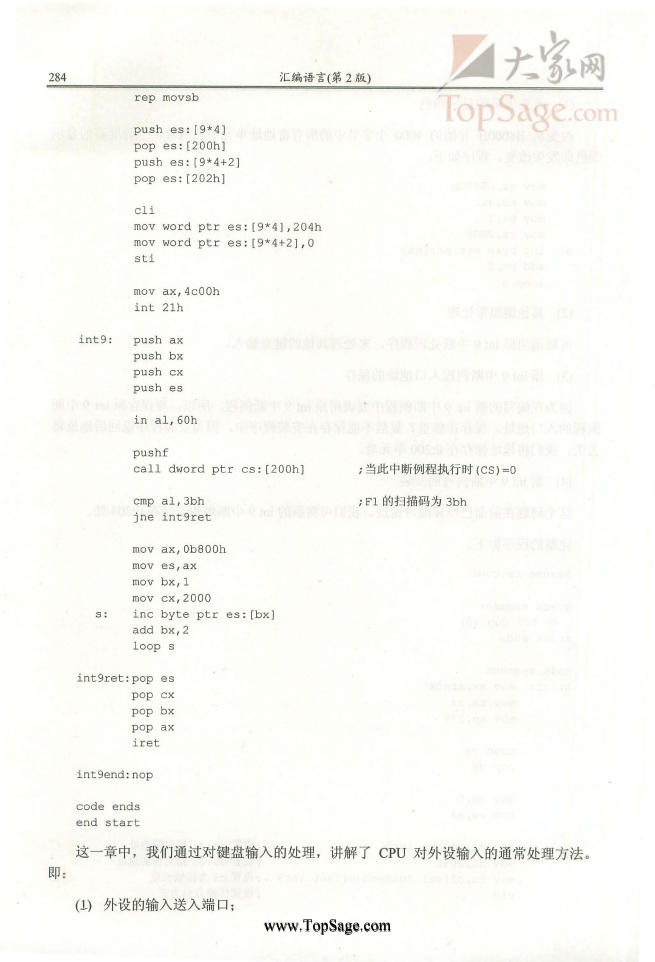 大家网
TopSage.com
284
汇编语言(第 2 版)
rep movsb
push es:[9*4]
pop es:[200h]
push es:[9*4+2]
pop es:[202h]
cli
mov word ptr es:[9*4],204h
mov word ptr es:[9*4+2],0
sti
mov ax,4c00h
int 21h
int9: push ax
push bx
push cx
push es
in al,60h
pushf
call dword ptr cs:[200h] ;当此中断例程执行时(CS)=0
cmp al,3bh ;F1 的扫描码为 3bh
jne int9ret
mov ax,0b800h
mov es,ax
mov bx,1
mov cx,2000
s: inc byte ptr es:[bx]
add bx,2
loop s
int9ret:pop es
pop cx
pop bx
pop ax
iret
int9end:nop
code ends
end start
这一章中，我们通过对键盘输入的处理，讲解了 CPU 对外设输入的通常处理方法。
即：
(1) 外设的输入送入端口；
www.TopSage.com